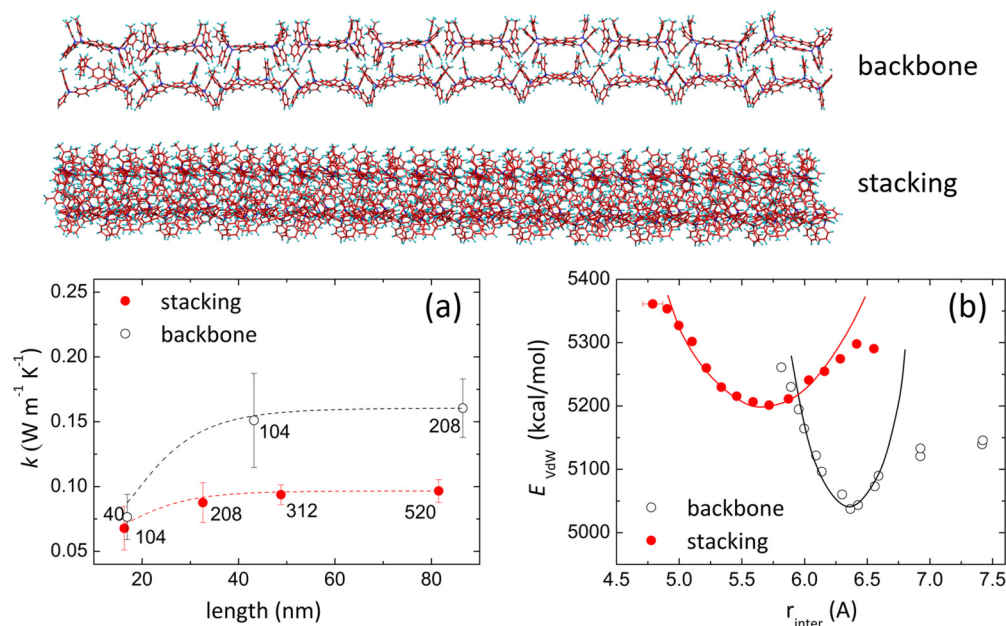 backbone
stacking
(a)
stacking
backbone
k (W m⁻¹ K⁻¹)
0.25
0.20
0.15
0.10
0.05
40
104
104
208
208
312
520
20
40
60
80
length (nm)
(b)
E_VdW (kcal/mol)
5400
5300
5200
5100
5000
backbone
stacking
4.5
5.0
5.5
6.0
6.5
7.0
7.5
r_inter (A)